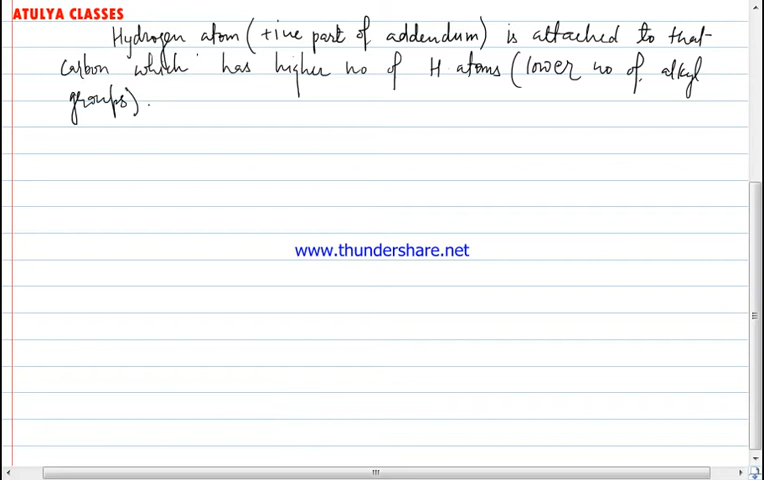 ATULYA CLASSES
Hydrogen atom (+ive part of addendum) is attached to that
carbon which has higher no of H atoms (lower no of alkyl
groups).
www.thundershare.net